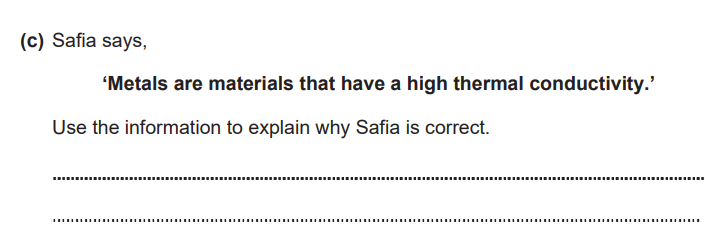 (c) Safia says,
‘Metals are materials that have a high thermal conductivity.’
Use the information to explain why Safia is correct.